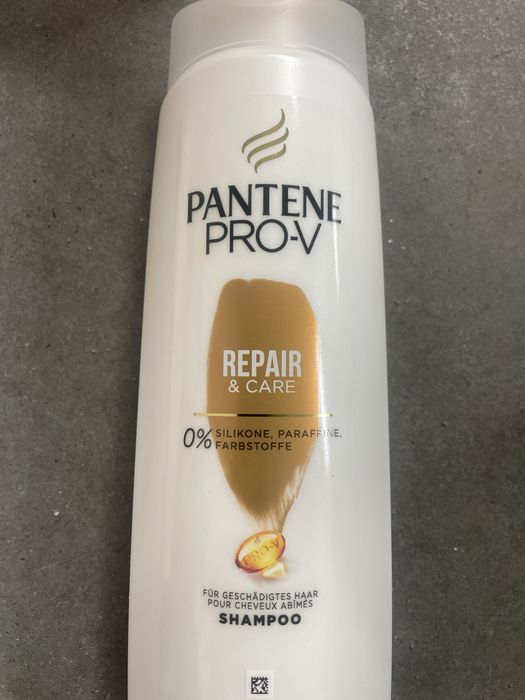 PANTENE
PRO-V
REPAIR
& CARE
0% SILIKONE, PARAFFINE,
FARBSTOFFE
PRO-V
FÜR GESCHÄDIGTES HAAR
POUR CHEVEUX ABÎMÉS
SHAMPOO